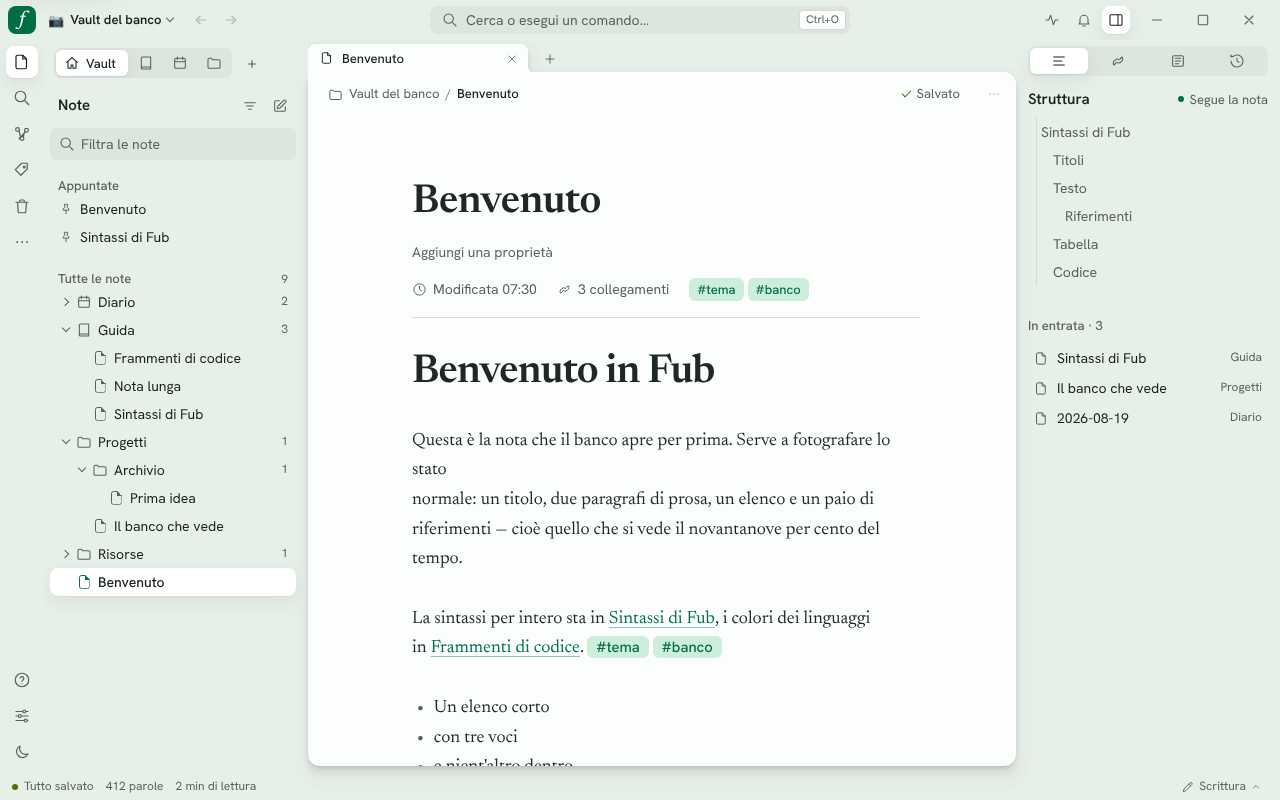 f Vault del banco
Cerca o esegui un comando… Ctrl+O
Vault
Note
Filtra le note
Appuntate
Benvenuto
Sintassi di Fub
Tutte le note 9
Diario 2
Guida 3
Frammenti di codice
Nota lunga
Sintassi di Fub
Progetti 1
Archivio 1
Prima idea
Il banco che vede
Risorse 1
Benvenuto
Tutto salvato 412 parole 2 min di lettura
Benvenuto
Vault del banco / Benvenuto Salvato
Benvenuto
Aggiungi una proprietà
Modificata 07:30 3 collegamenti #tema #banco
Benvenuto in Fub
Questa è la nota che il banco apre per prima. Serve a fotografare lo
stato
normale: un titolo, due paragrafi di prosa, un elenco e un paio di
riferimenti — cioè quello che si vede il novantanove per cento del
tempo.
La sintassi per intero sta in Sintassi di Fub, i colori dei linguaggi
in Frammenti di codice. #tema #banco
• Un elenco corto
• con tre voci
• e nient'altro dentro
Struttura Segue la nota
Sintassi di Fub
Titoli
Testo
Riferimenti
Tabella
Codice
In entrata · 3
Sintassi di Fub Guida
Il banco che vede Progetti
2026-08-19 Diario
Scrittura